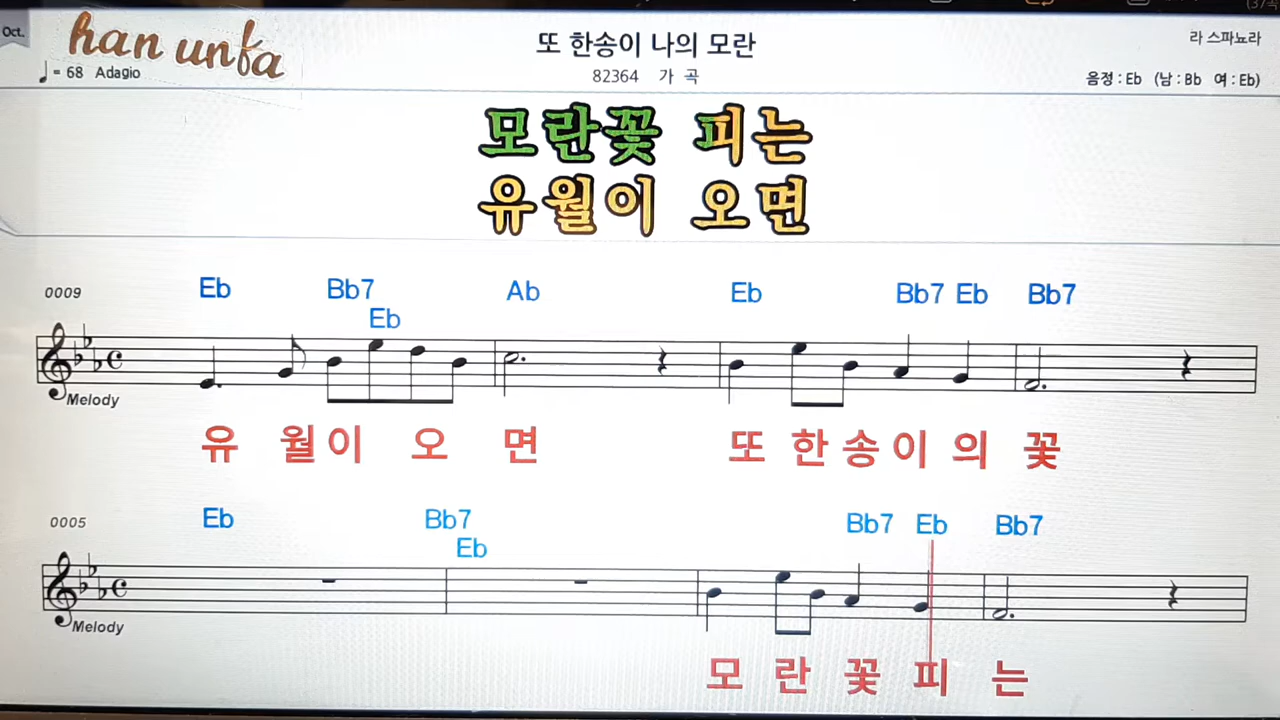 Oct.
han unfa
(37곡
또 한송이 나의 모란
라 스파뇨라
♩= 68 Adagio
82364 가 곡
음정 : Eb (남 : Bb 여 : Eb)
모란꽃 피는
유월이 오면
0009 Eb Bb7 Eb Ab Eb Bb7 Eb Bb7
Melody
유 월이 오 면 또 한 송 이 의 꽃
0005 Eb Bb7 Eb Bb7 Eb Bb7
Melody
모 란 꽃 피 는